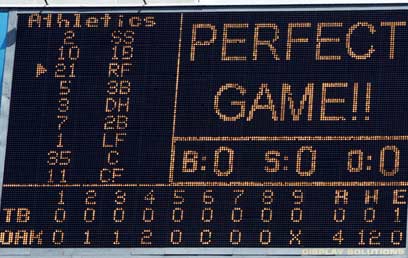 Athletics
2 SS
10 1B
21 RF
5 3B
3 DH
7 2B
1 LF
35 C
11 CF
PERFECT
GAME!!
B:0 S:0 O:0
1 2 3 4 5 6 7 8 9 R H E
TB 0 0 0 0 0 0 0 0 0 0 0 1
OAK 0 1 1 2 0 0 0 0 X 4 12 0
DISPLAY SOLUTIONS